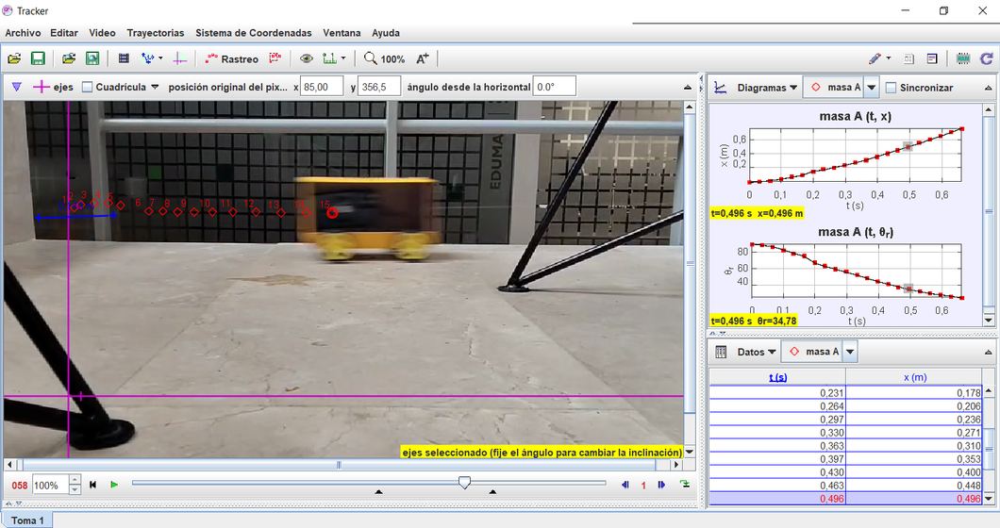 Tracker
Archivo Editar Video Trayectorias Sistema de Coordenadas Ventana Ayuda
Rastreo 100% A+
ejes Cuadrícula posición original del pix... x 85,00 y 356,5 ángulo desde la horizontal 0.0°
Diagramas masa A Sincronizar
EDUMA
1 2 3 4 5 6 7 8 9 10 11 12 13 14 15
masa A (t, x)
x (m)
0,6
0,4
0,2
0 0,1 0,2 0,3 0,4 0,5 0,6
t (s)
t=0,496 s x=0,496 m
masa A (t, θr)
θr
80
60
40
0 0,1 0,2 0,3 0,4 0,5 0,6
t (s)
t=0,496 s θr=34,78
Datos masa A
t (s) x (m)
0,231 0,178
0,264 0,206
0,297 0,236
0,330 0,271
0,363 0,310
0,397 0,353
0,430 0,400
0,463 0,448
0,496 0,496
ejes seleccionado (fije el ángulo para cambiar la inclinación)
058 100% 1
Toma 1